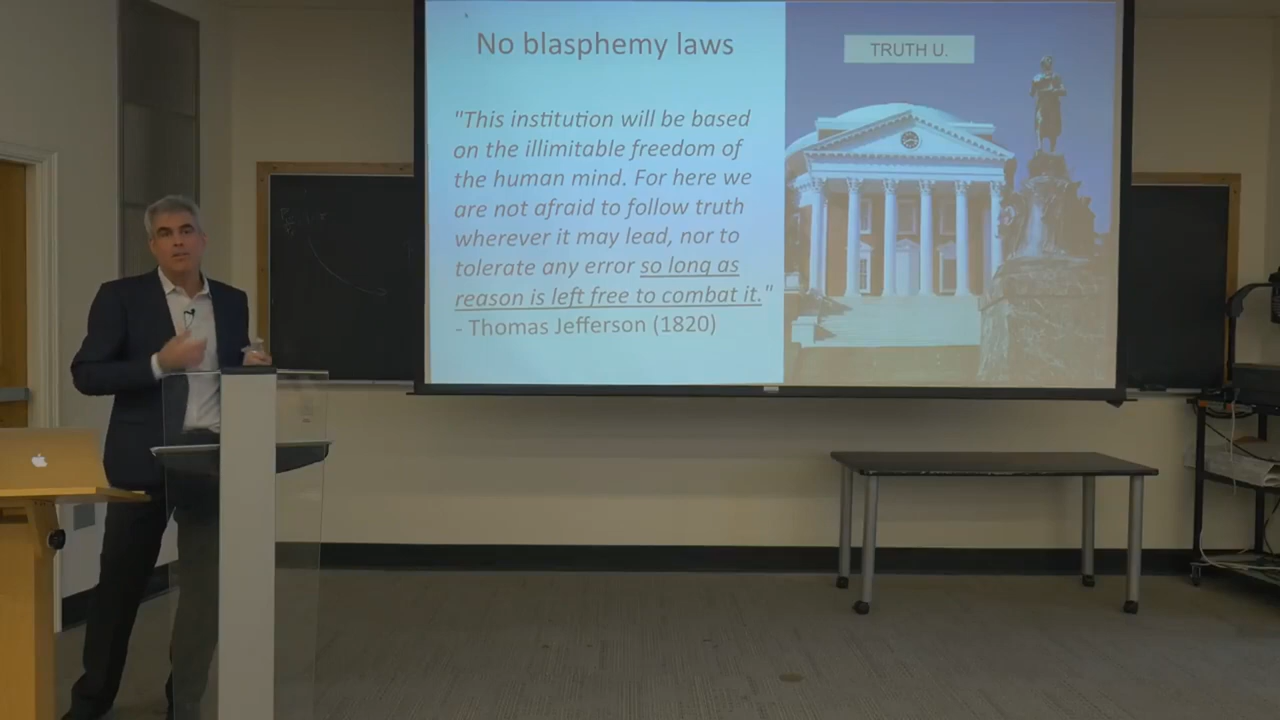 No blasphemy laws
"This institution will be based
on the illimitable freedom of
the human mind. For here we
are not afraid to follow truth
wherever it may lead, nor to
tolerate any error so long as
reason is left free to combat it."
- Thomas Jefferson (1820)
TRUTH U.